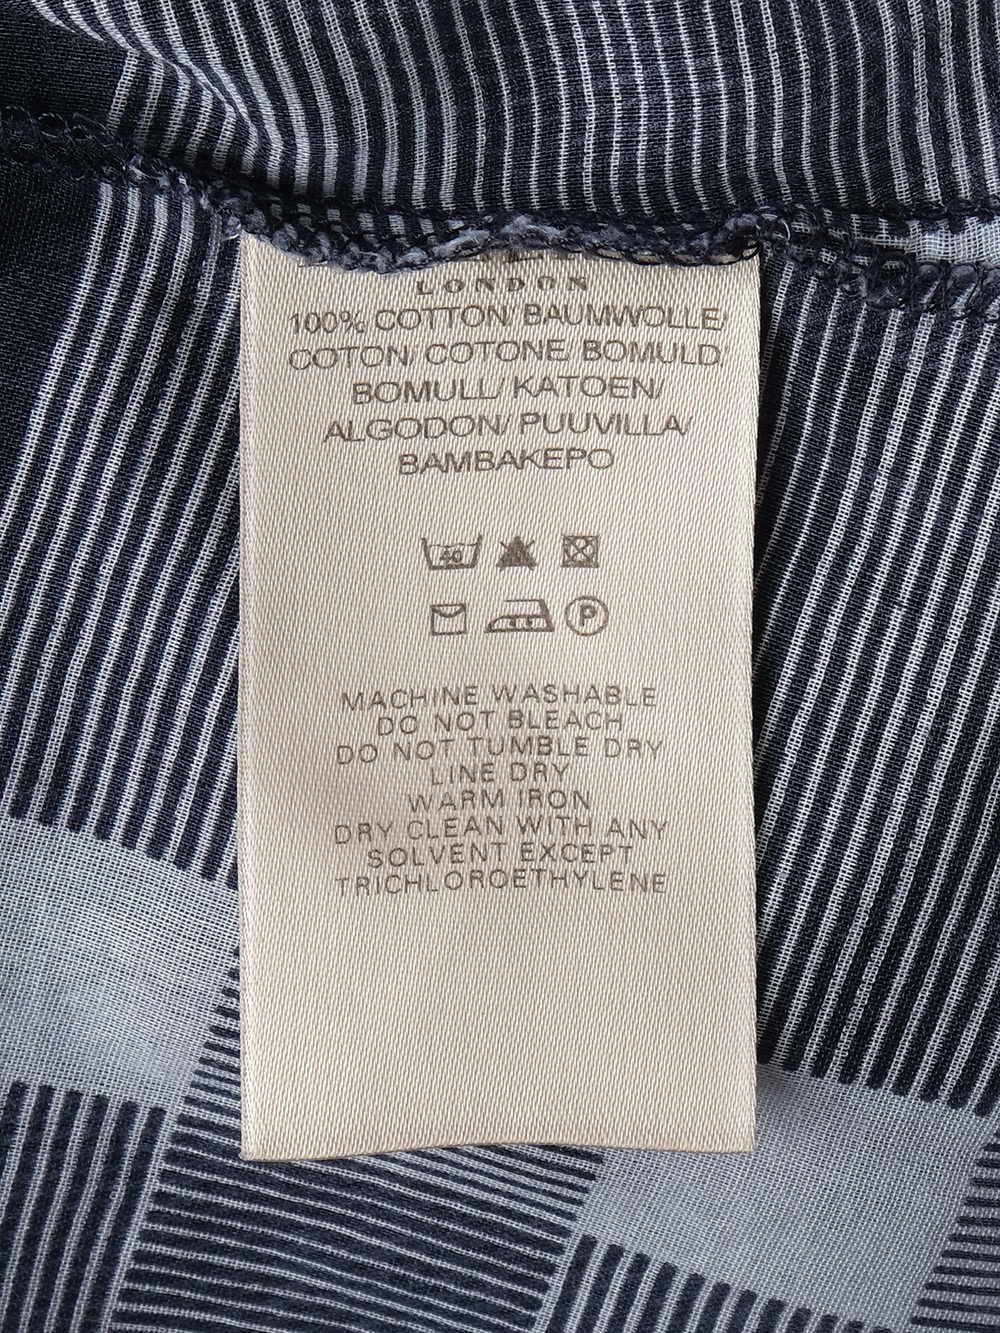 LONDON
100% COTTON/ BAUMWOLLE/
COTON/ COTONE/ BOMULD/
BOMULL/ KATOEN/
ALGODON/ PUUVILLA/
BAMBAKEPO
40
P
MACHINE WASHABLE
DO NOT BLEACH
DO NOT TUMBLE DRY
LINE DRY
WARM IRON
DRY CLEAN WITH ANY
SOLVENT EXCEPT
TRICHLOROETHYLENE